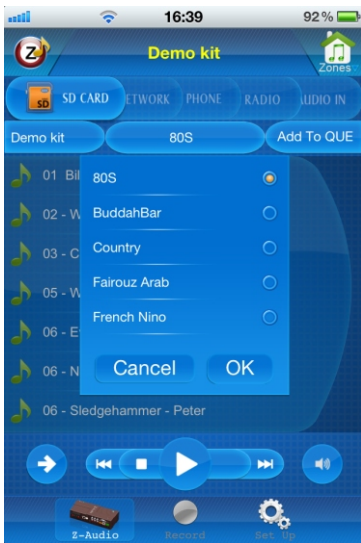 16:39 92%
Z Demo kit Zones
SD SD CARD ETWORK PHONE RADIO UDIO IN
Demo kit 80S Add To QUE
01 Bil
02 - W
03 - C
05 - W
06 - E
06 - N
06 - Sledgehammer - Peter
80S
BuddahBar
Country
Fairouz Arab
French Nino
Cancel OK
Z-Audio Record Set Up